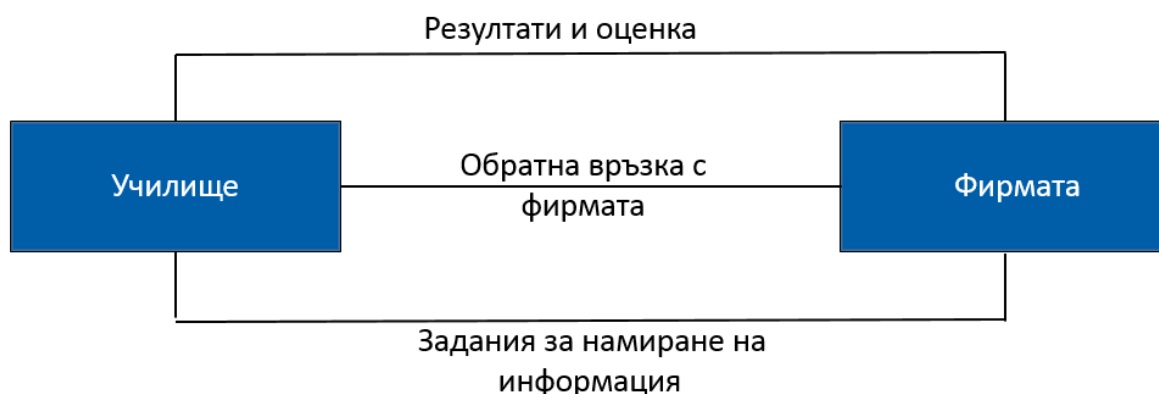 Резултати и оценка
Училище
Обратна връзка с
фирмата
Фирмата
Задания за намиране на
информация